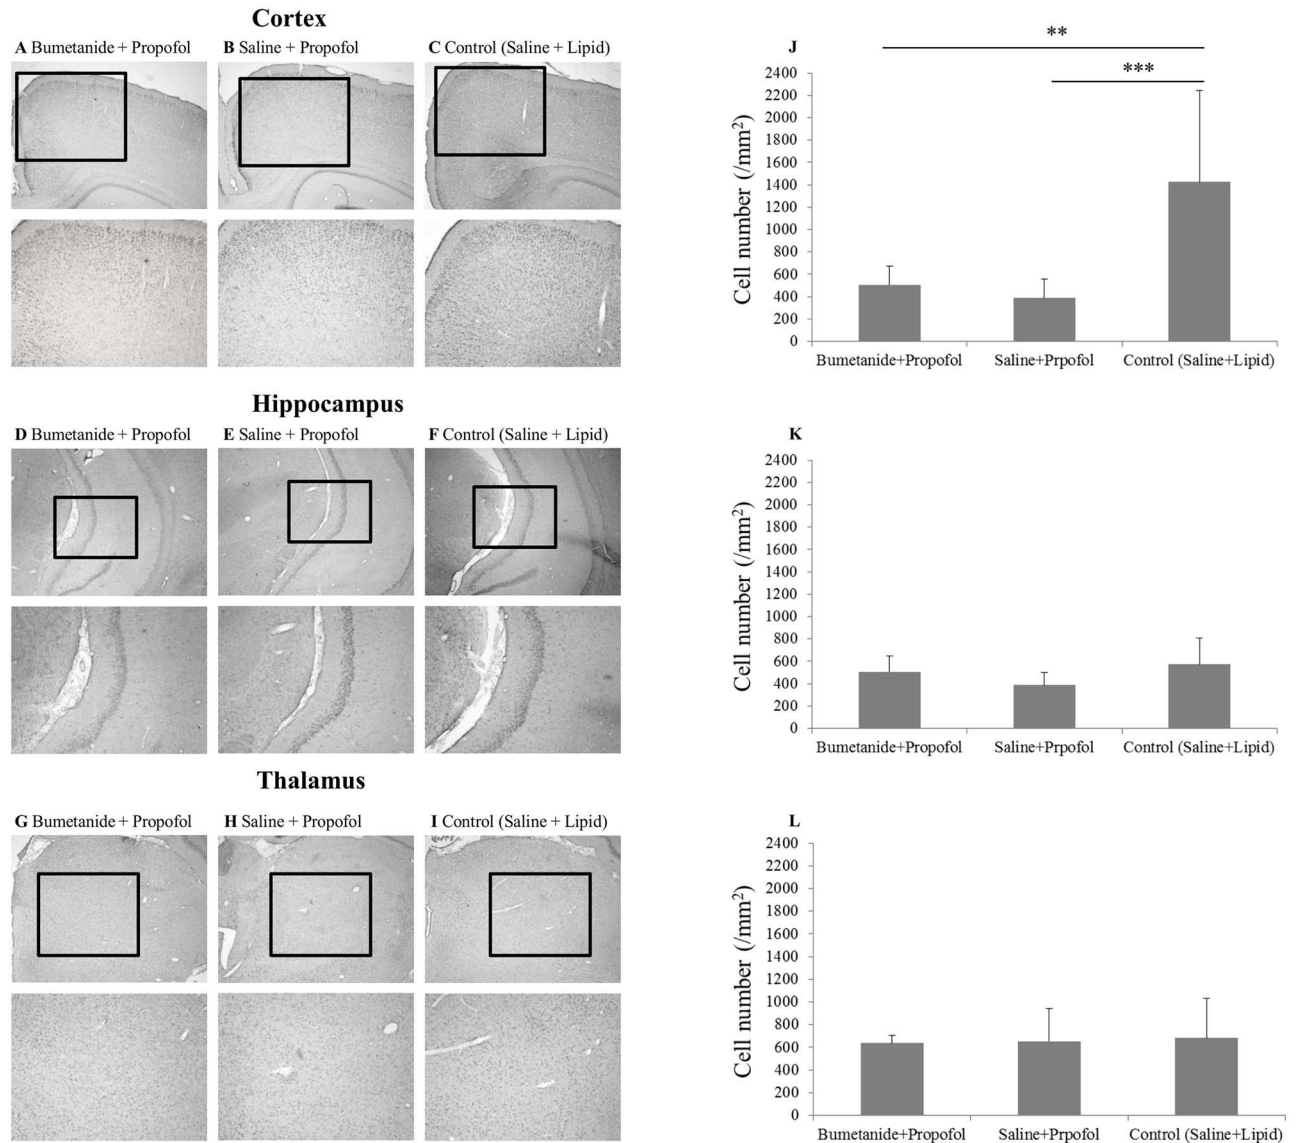 Cortex
A Bumetanide + Propofol
B Saline + Propofol
C Control (Saline + Lipid)
Hippocampus
D Bumetanide + Propofol
E Saline + Propofol
F Control (Saline + Lipid)
Thalamus
G Bumetanide + Propofol
H Saline + Propofol
I Control (Saline + Lipid)
J
**
***
Cell number (/mm²)
2400
2200
2000
1800
1600
1400
1200
1000
800
600
400
200
0
Bumetanide+Propofol
Saline+Prpofol
Control (Saline+Lipid)
K
Cell number (/mm²)
2400
2200
2000
1800
1600
1400
1200
1000
800
600
400
200
0
Bumetanide+Propofol
Saline+Prpofol
Control (Saline+Lipid)
L
Cell number (/mm²)
2400
2200
2000
1800
1600
1400
1200
1000
800
600
400
200
0
Bumetanide+Propofol
Saline+Prpofol
Control (Saline+Lipid)